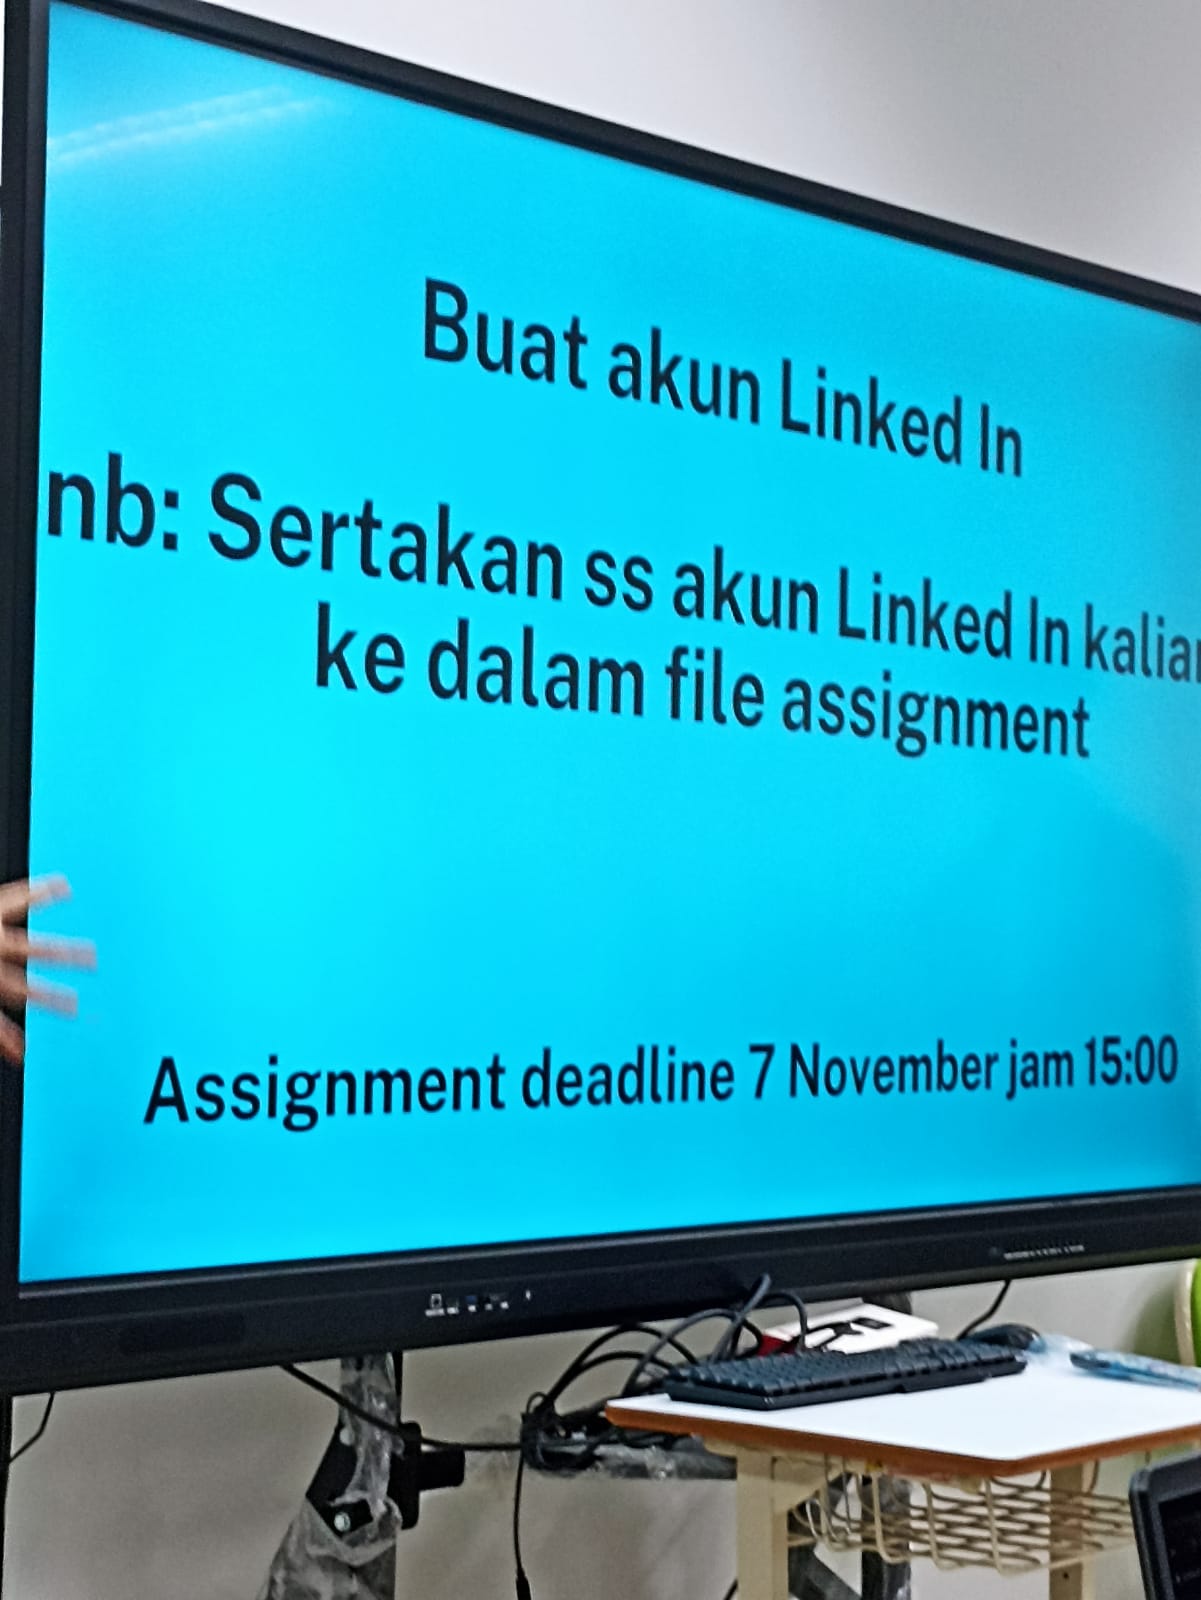 Buat akun Linked In
nb: Sertakan ss akun Linked In kalian
ke dalam file assignment
Assignment deadline 7 November jam 15:00